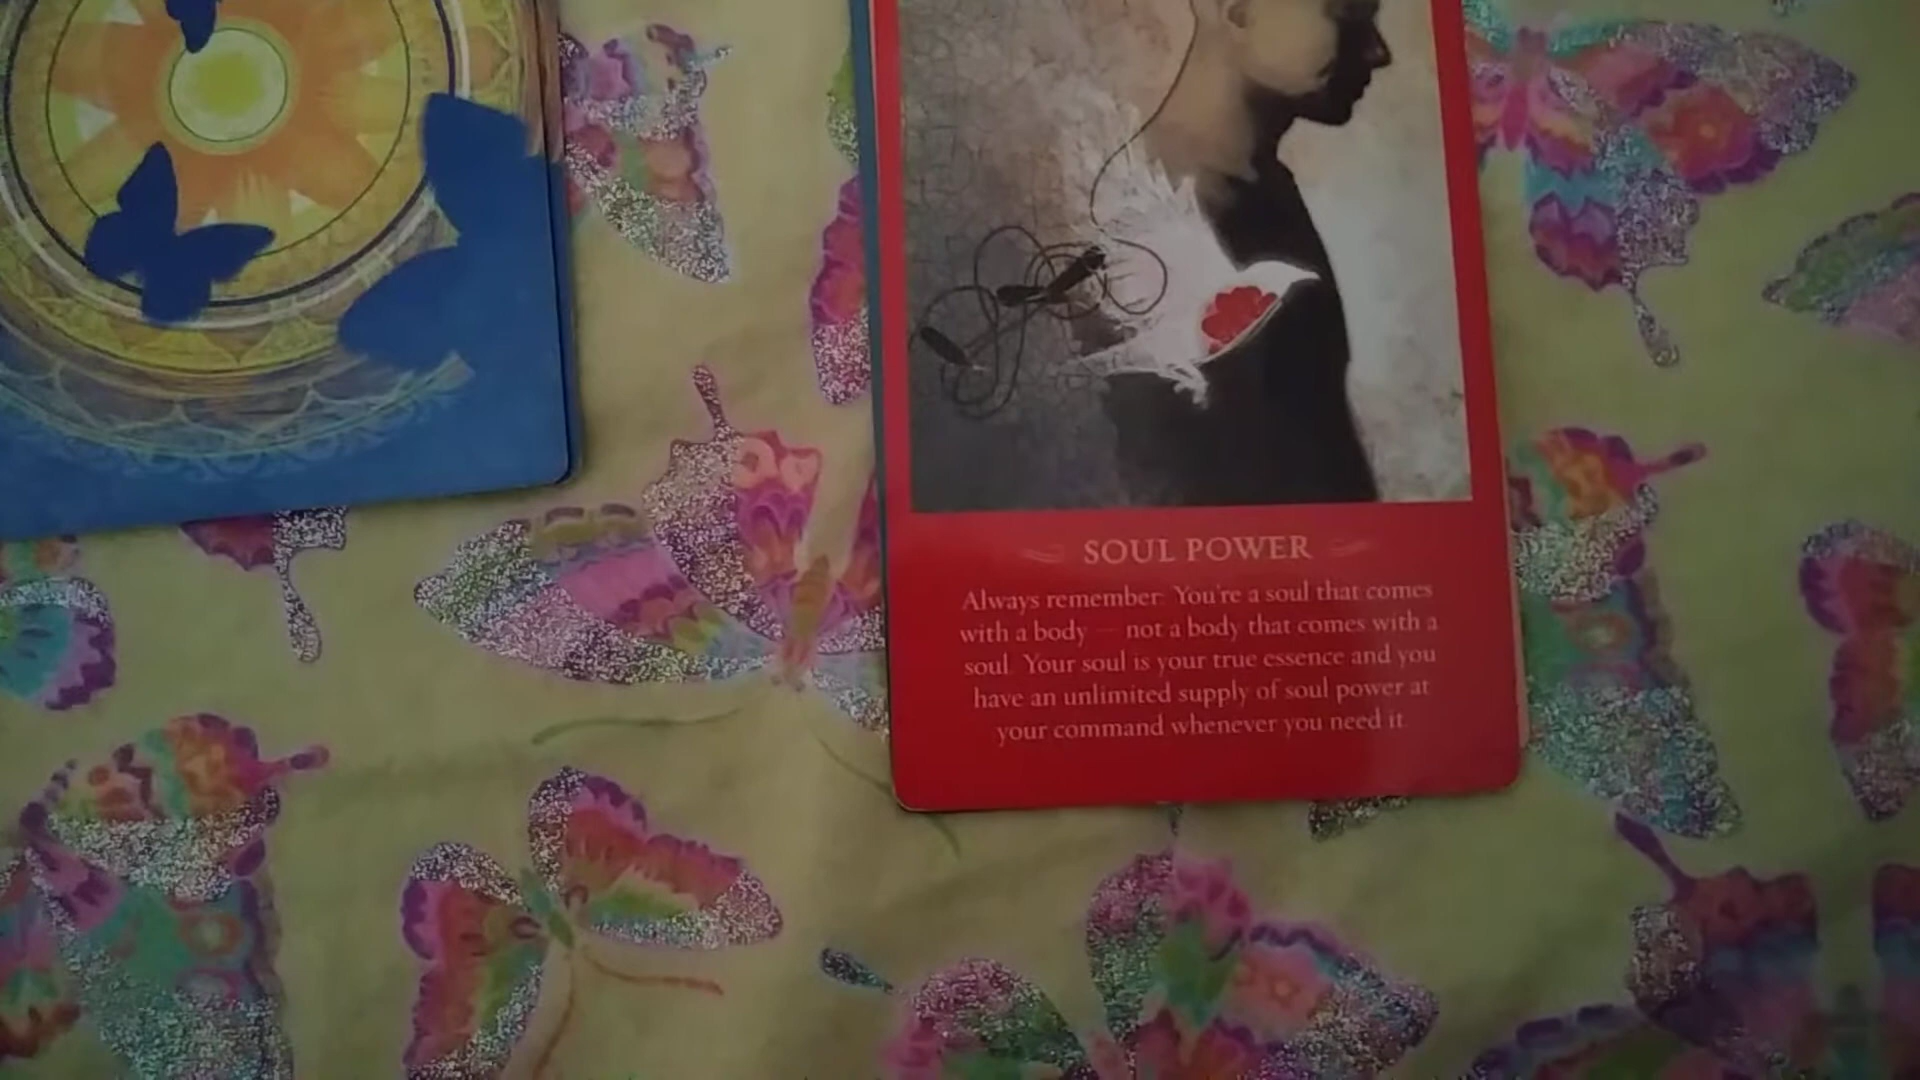 SOUL POWER
Always remember: You're a soul that comes
with a body — not a body that comes with a
soul. Your soul is your true essence and you
have an unlimited supply of soul power at
your command whenever you need it.